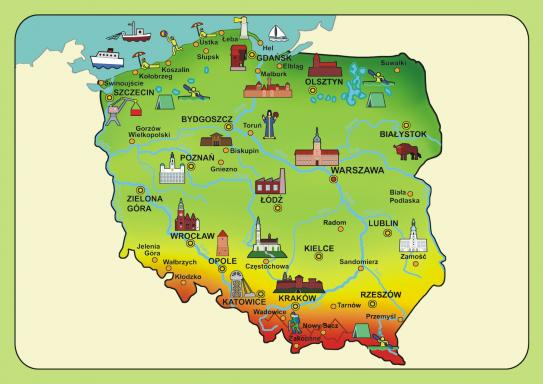 Łeba
Ustka
Hel
Słupsk
GDAŃSK
Elbląg
Suwałki
Koszalin
Kołobrzeg
Malbork
Świnoujście
OLSZTYN
SZCZECIN
BYDGOSZCZ
Toruń
BIAŁYSTOK
Gorzów
Wielkopolski
Biskupin
POZNAŃ
Gniezno
WARSZAWA
ZIELONA
GÓRA
Biała
Podlaska
ŁÓDŹ
Radom
LUBLIN
WROCŁAW
Jelenia
Góra
KIELCE
Wałbrzych
OPOLE
Częstochowa
Sandomierz
Zamość
Kłodzko
KATOWICE
KRAKÓW
RZESZÓW
Tarnów
Wadowice
Przemyśl
Nowy Sącz
Zakopane